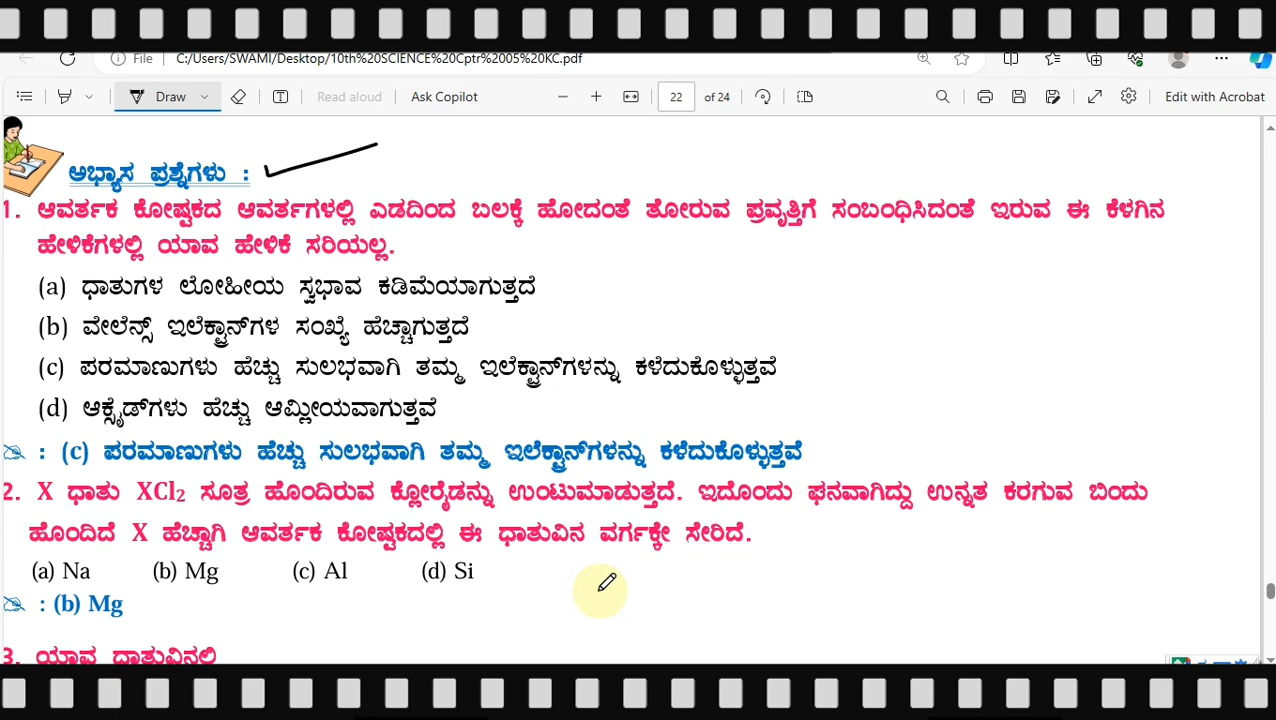 File C:/Users/SWAMI/Desktop/10th%20SCIENCE%20Cptr%2005%20KC.pdf
Draw Read aloud Ask Copilot 22 of 24 Edit with Acrobat
ಅಭ್ಯಾಸ ಪ್ರಶ್ನೆಗಳು :
1. ಆವರ್ತಕ ಕೋಷ್ಟಕದ ಆವರ್ತಗಳಲ್ಲಿ ಎಡದಿಂದ ಬಲಕ್ಕೆ ಹೋದಂತೆ ತೋರುವ ಪ್ರವೃತ್ತಿಗೆ ಸಂಬಂಧಿಸಿದಂತೆ ಇರುವ ಈ ಕೆಳಗಿನ
ಹೇಳಿಕೆಗಳಲ್ಲಿ ಯಾವ ಹೇಳಿಕೆ ಸರಿಯಲ್ಲ.
(a) ಧಾತುಗಳ ಲೋಹೀಯ ಸ್ವಭಾವ ಕಡಿಮೆಯಾಗುತ್ತದೆ
(b) ವೇಲೆನ್ಸ್ ಇಲೆಕ್ಟ್ರಾನ್‌ಗಳ ಸಂಖ್ಯೆ ಹೆಚ್ಚಾಗುತ್ತದೆ
(c) ಪರಮಾಣುಗಳು ಹೆಚ್ಚು ಸುಲಭವಾಗಿ ತಮ್ಮ ಇಲೆಕ್ಟ್ರಾನ್‌ಗಳನ್ನು ಕಳೆದುಕೊಳ್ಳುತ್ತವೆ
(d) ಆಕ್ಸೈಡ್‌ಗಳು ಹೆಚ್ಚು ಆಮ್ಲೀಯವಾಗುತ್ತವೆ
: (c) ಪರಮಾಣುಗಳು ಹೆಚ್ಚು ಸುಲಭವಾಗಿ ತಮ್ಮ ಇಲೆಕ್ಟ್ರಾನ್‌ಗಳನ್ನು ಕಳೆದುಕೊಳ್ಳುತ್ತವೆ
2. X ಧಾತು XCl₂ ಸೂತ್ರ ಹೊಂದಿರುವ ಕ್ಲೋರೈಡನ್ನು ಉಂಟುಮಾಡುತ್ತದೆ. ಇದೊಂದು ಘನವಾಗಿದ್ದು ಉನ್ನತ ಕರಗುವ ಬಿಂದು
ಹೊಂದಿದೆ X ಹೆಚ್ಚಾಗಿ ಆವರ್ತಕ ಕೋಷ್ಟಕದಲ್ಲಿ ಈ ಧಾತುವಿನ ವರ್ಗಕ್ಕೇ ಸೇರಿದೆ.
(a) Na (b) Mg (c) Al (d) Si
: (b) Mg
3. ಯಾವ ಧಾತುವಿನಲ್ಲಿ